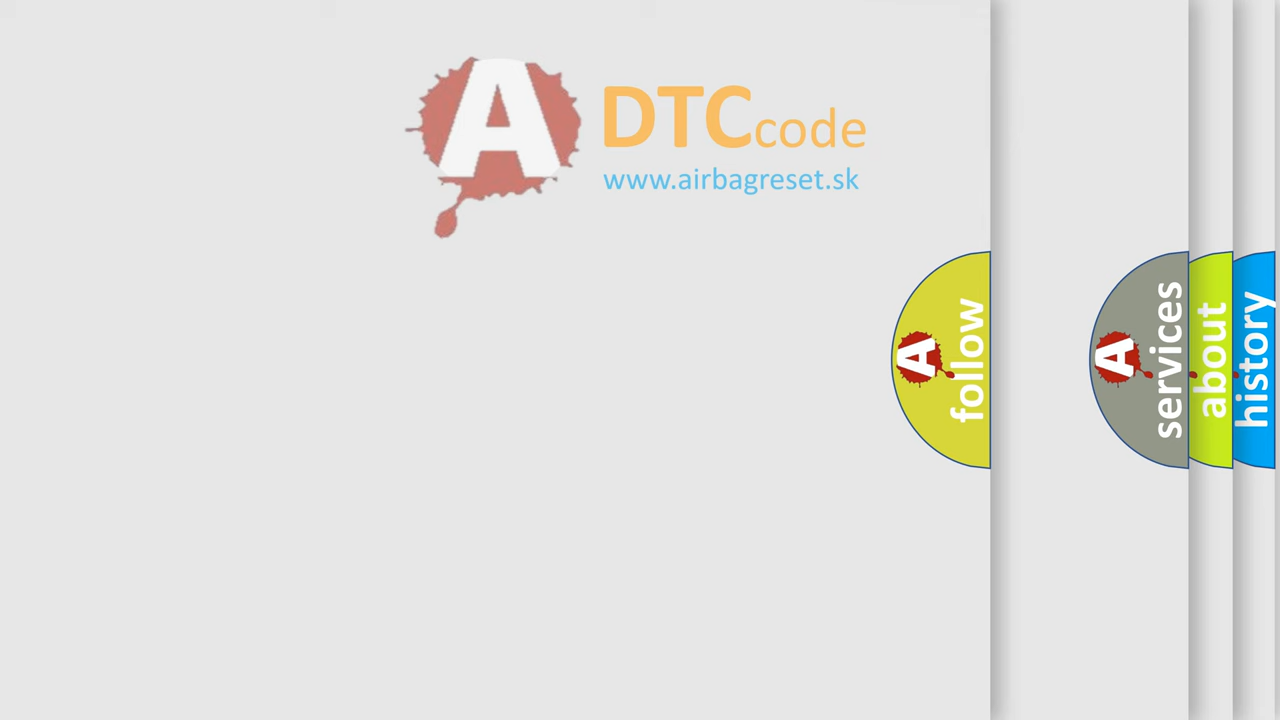 A
DTCcode
www.airbagreset.sk
A
follow
A
services
about
history